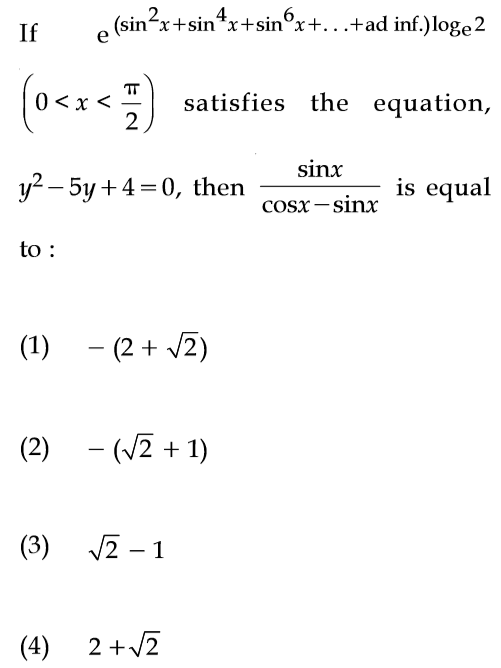 If e^(sin²x+sin⁴x+sin⁶x+...+ad inf.)logₑ2
(0 < x < π/2) satisfies the equation,
y² − 5y + 4 = 0, then sinx/(cosx − sinx) is equal
to :
(1) − (2 + √2)
(2) − (√2 + 1)
(3) √2 − 1
(4) 2 + √2